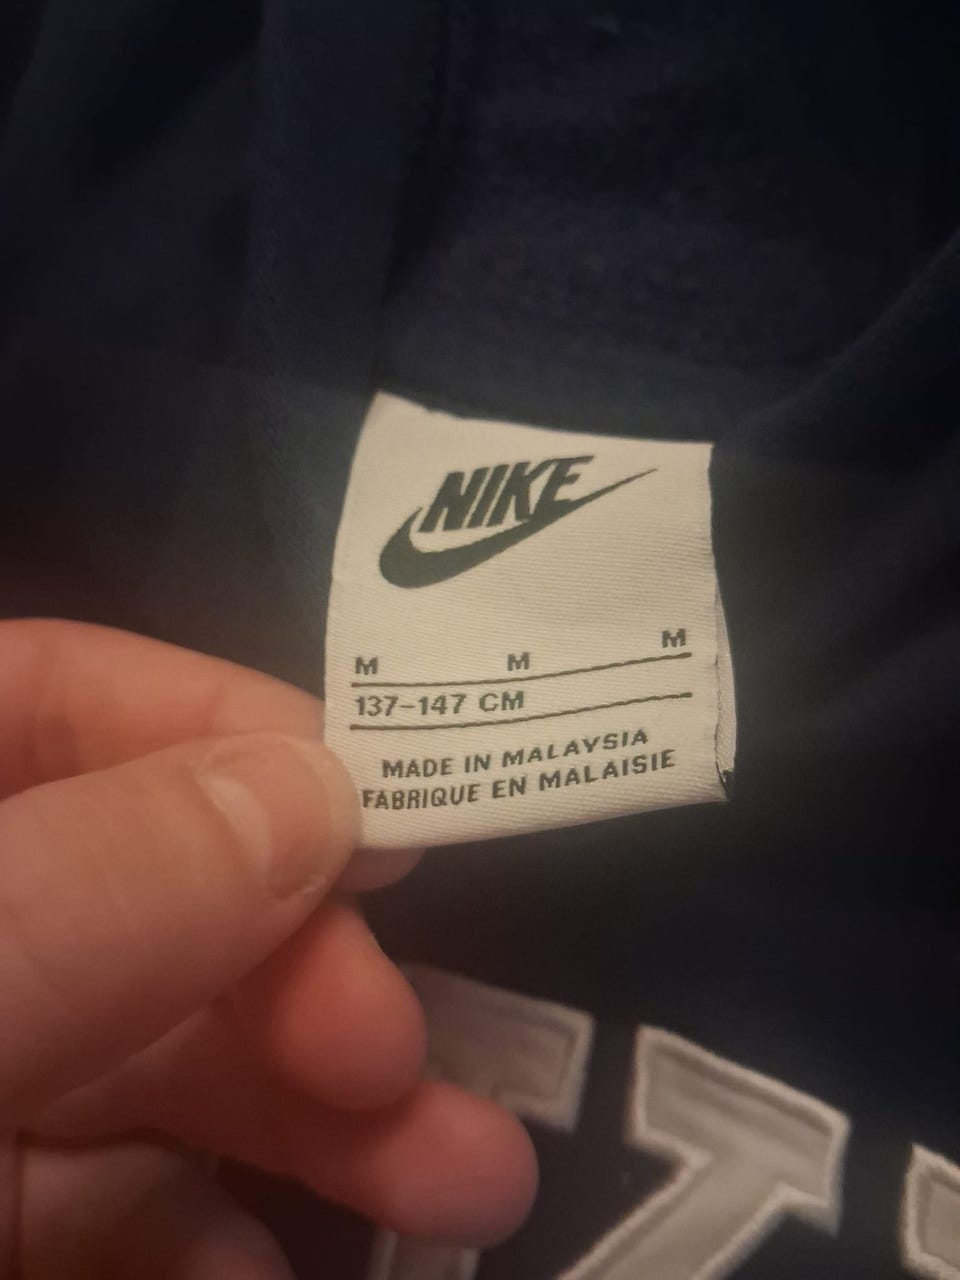 NIKE
M M M
137-147 CM
MADE IN MALAYSIA
FABRIQUE EN MALAISIE